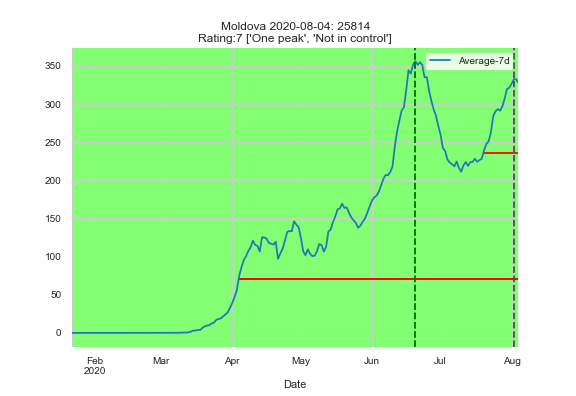 Moldova 2020-08-04: 25814
Rating:7 ['One peak', 'Not in control']
Average-7d
350
300
250
200
150
100
50
0
Feb
2020
Mar
Apr
May
Jun
Jul
Aug
Date